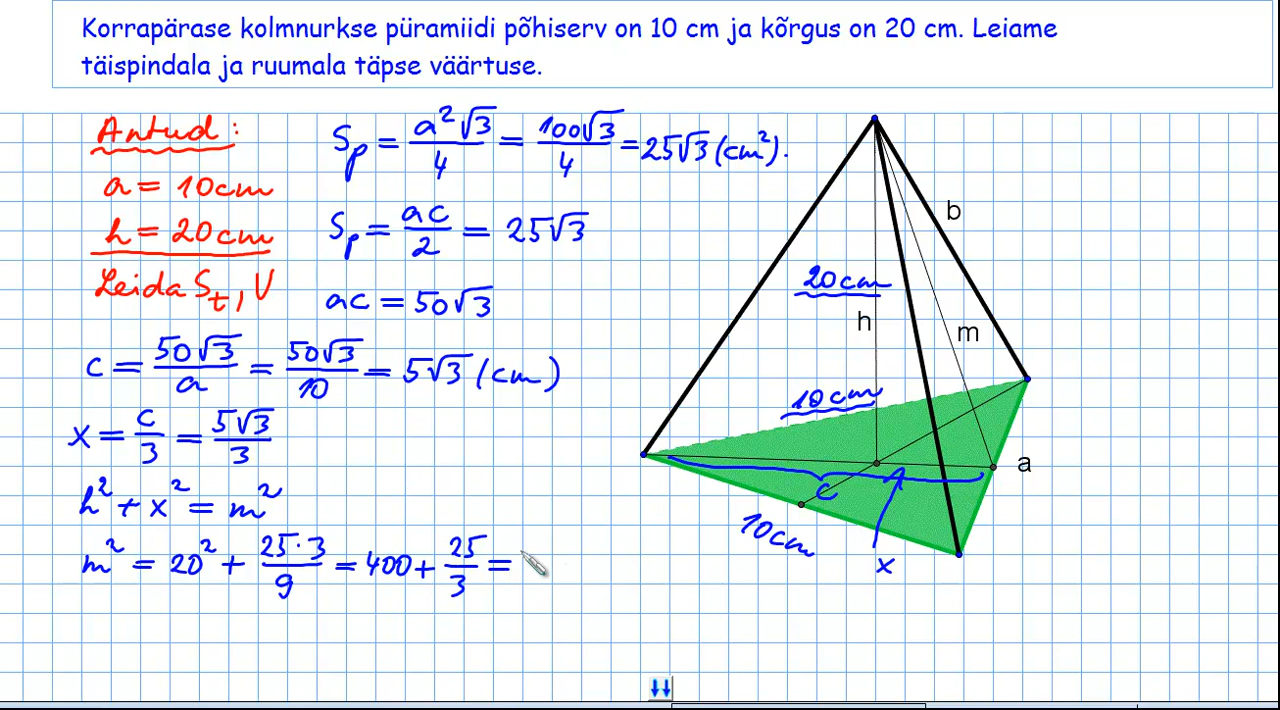 Korrapärase kolmnurkse püramiidi põhiserv on 10 cm ja kõrgus on 20 cm. Leiame
täispindala ja ruumala täpse väärtuse.
Antud:
a = 10cm
h = 20cm
Leida S_t, V
S_p = a²√3/4 = 100√3/4 = 25√3 (cm²).
S_p = ac/2 = 25√3
ac = 50√3
c = 50√3/a = 50√3/10 = 5√3 (cm)
x = c/3 = 5√3/3
h² + x² = m²
m² = 20² + 25·3/9 = 400 + 25/3 =
b
20cm
h
m
10cm
a
c
10cm
x